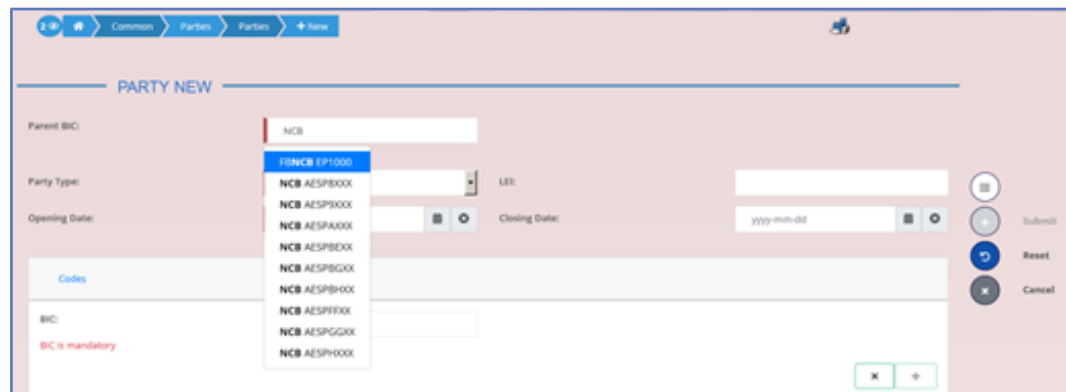 2
Common
Parties
Parties
+ New
PARTY NEW
Parent BIC:
NCB
FBNCB EP1000
Party Type:
NCB AESP8XXX
LEI:
NCB AESP9XXX
Opening Date:
NCB AESPAXXX
Closing Date:
yyyy-mm-dd
Submit
NCB AESPBEXX
NCB AESPBGXX
Reset
Codes
NCB AESPBHXX
Cancel
NCB AESPFFXX
BIC:
NCB AESPGGXX
BIC is mandatory
NCB AESPHXXX